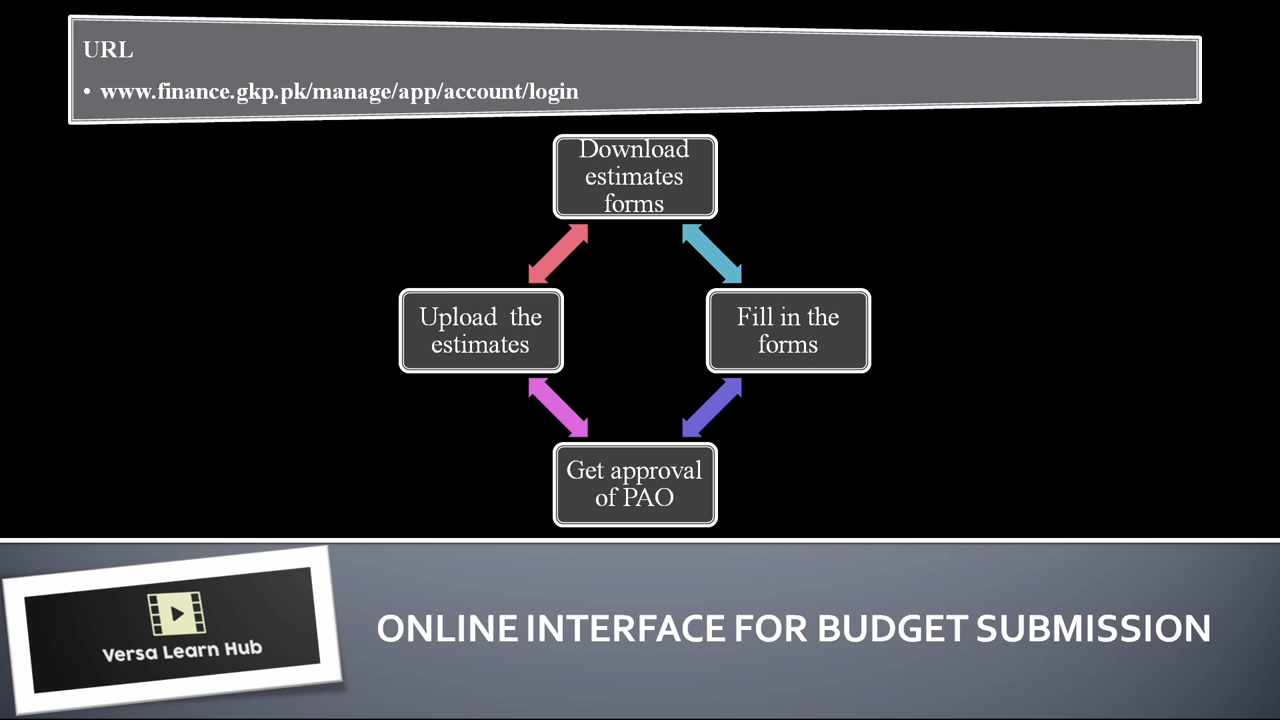 URL
• www.finance.gkp.pk/manage/app/account/login
Download
estimates
forms
Upload the
estimates
Fill in the
forms
Get approval
of PAO
Versa Learn Hub
ONLINE INTERFACE FOR BUDGET SUBMISSION